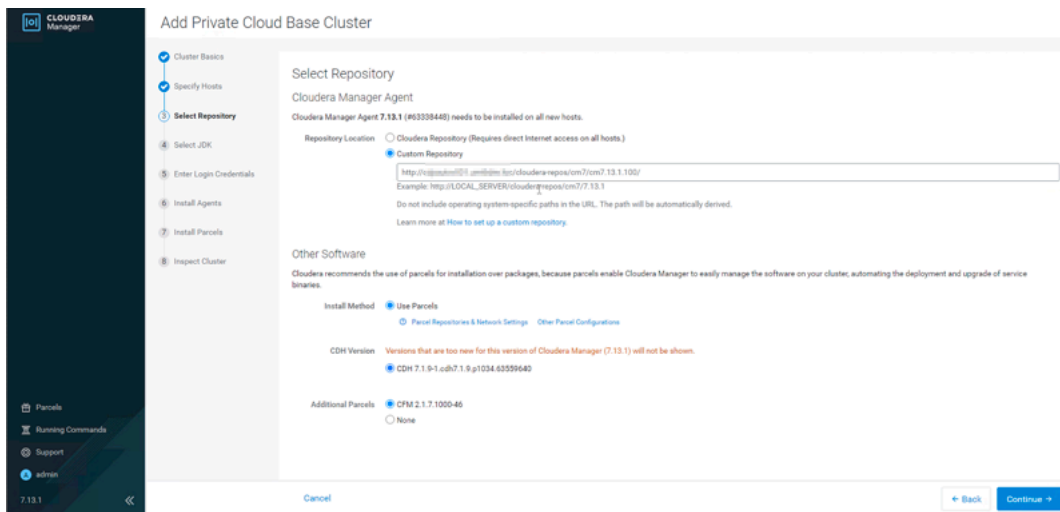 CLOUDERA
Manager
Add Private Cloud Base Cluster
Cluster Basics
Specify Hosts
3 Select Repository
4 Select JDK
5 Enter Login Credentials
6 Install Agents
7 Install Parcels
8 Inspect Cluster
Select Repository
Cloudera Manager Agent
Cloudera Manager Agent 7.13.1 (#63338448) needs to be installed on all new hosts.
Repository Location
Cloudera Repository (Requires direct Internet access on all hosts.)
Custom Repository
/cloudera-repos/cm7/cm7.13.1.100/
Example: http://LOCAL_SERVER/cloudera-repos/cm7/7.13.1
Do not include operating system-specific paths in the URL. The path will be automatically derived.
Learn more at How to set up a custom repository.
Other Software
Cloudera recommends the use of parcels for installation over packages, because parcels enable Cloudera Manager to easily manage the software on your cluster, automating the deployment and upgrade of service
binaries.
Install Method
Use Parcels
Parcel Repositories & Network Settings Other Parcel Configurations
CDH Version
Versions that are too new for this version of Cloudera Manager (7.13.1) will not be shown.
CDH 7.1.9-1.cdh7.1.9.p1034.63559640
Additional Parcels
CFM 2.1.7.1000-46
None
Parcels
Running Commands
Support
admin
7.13.1
Cancel
← Back
Continue →